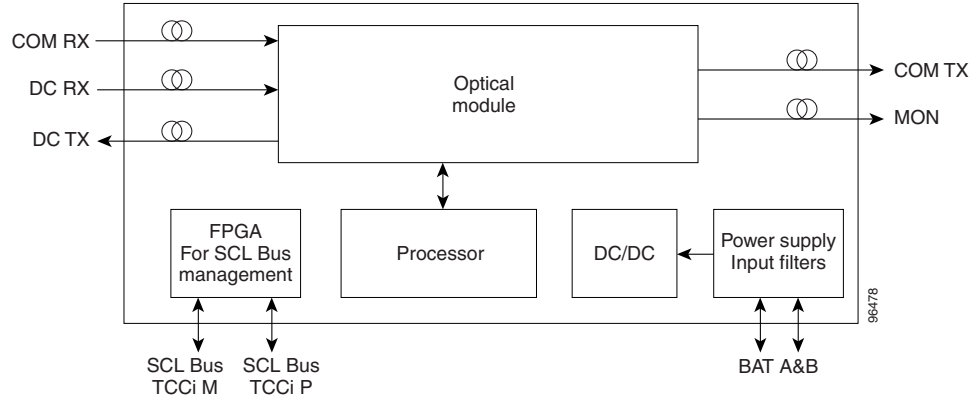 COM RX
DC RX
DC TX
Optical
module
COM TX
MON
FPGA
For SCL Bus
management
Processor
DC/DC
Power supply
Input filters
96478
SCL Bus
TCCi M
SCL Bus
TCCi P
BAT A&B